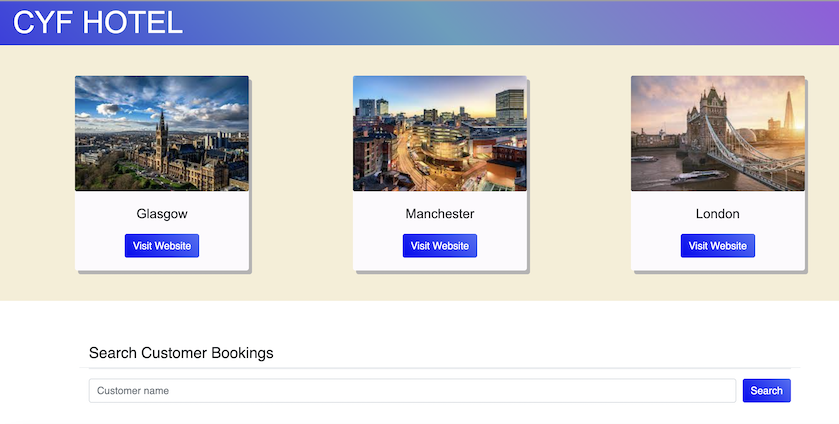 CYF HOTEL
Glasgow
Manchester
London
Visit Website
Visit Website
Visit Website
Search Customer Bookings
Customer name
Search